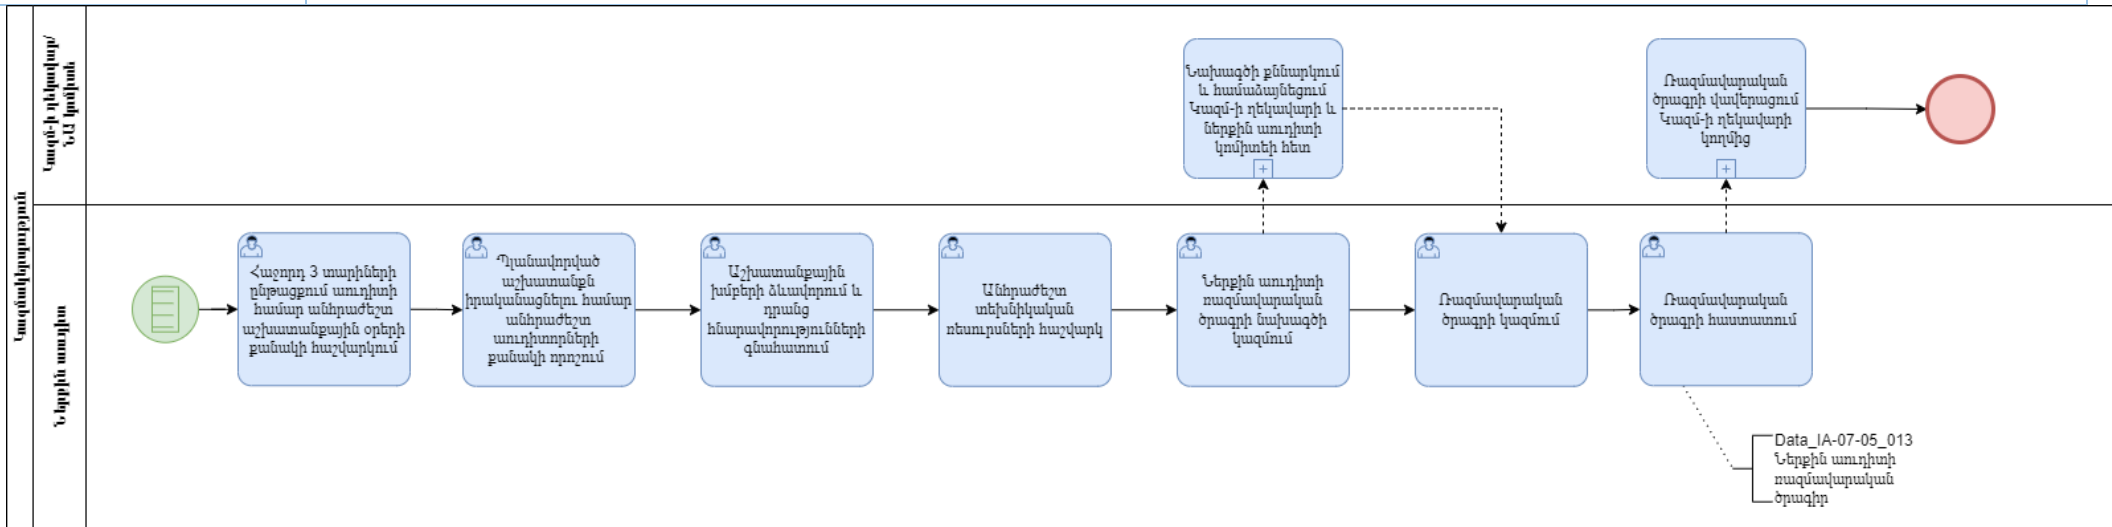 Կազմակերպություն
Կազմ-ի ղեկավար/
ՆԱ կոմիտե
Ներքին աուդիտ
Նախագծի քննարկում
և համաձայնեցում
Կազմ-ի ղեկավարի և
ներքին աուդիտի
կոմիտեի հետ
Ռազմավարական
ծրագրի վավերացում
Կազմ-ի ղեկավարի
կողմից
Հաջորդ 3 տարիների
ընթացքում աուդիտի
համար անհրաժեշտ
աշխատանքային օրերի
քանակի հաշվարկում
Պլանավորված
աշխատանքն
իրականացնելու համար
անհրաժեշտ
աուդիտորների
քանակի որոշում
Աշխատանքային
խմբերի ձևավորում և
դրանց
հնարավորությունների
գնահատում
Անհրաժեշտ
տեխնիկական
ռեսուրսների հաշվարկ
Ներքին աուդիտի
ռազմավարական
ծրագրի նախագծի
կազմում
Ռազմավարական
ծրագրի կազմում
Ռազմավարական
ծրագրի հաստատում
Data_IA-07-05_013
Ներքին աուդիտի
ռազմավարական
ծրագիր